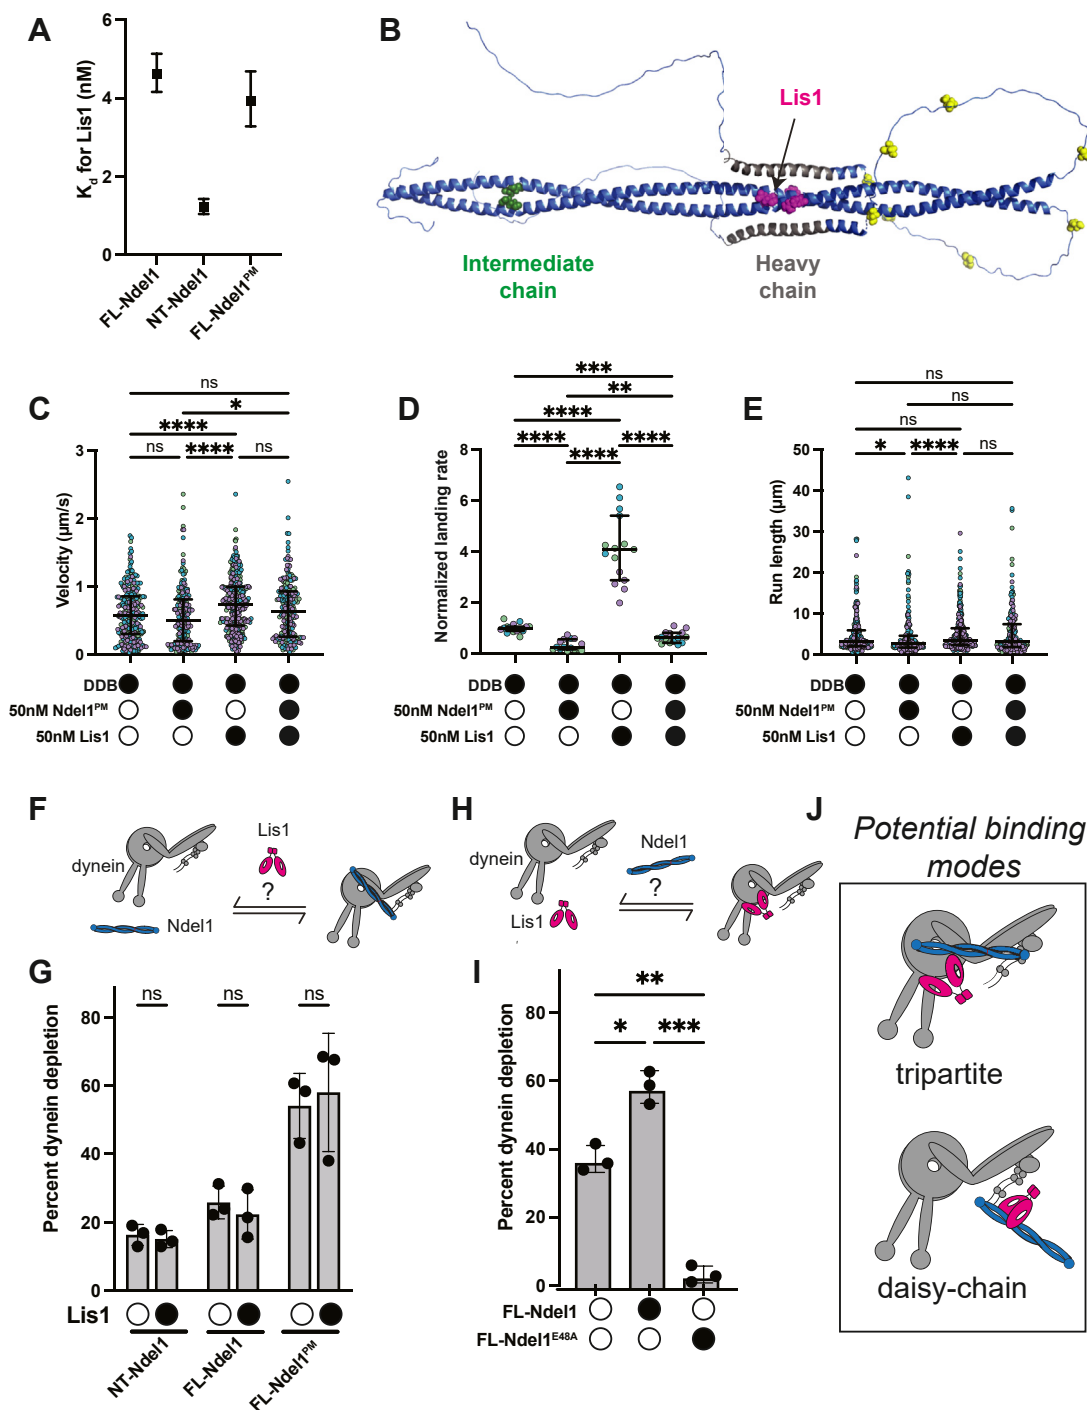 A
6
4
2
0
Kd for Lis1 (nM)
FL-Ndel1
NT-Ndel1
FL-Ndel1PM
B
Lis1
Intermediate
chain
Heavy
chain
C
ns
*
****
ns
****
ns
3
2
1
0
Velocity (µm/s)
DDB
50nM Ndel1PM
50nM Lis1
D
***
**
****
****
****
****
8
6
4
2
0
Normalized landing rate
DDB
50nM Ndel1PM
50nM Lis1
E
ns
ns
ns
*
****
ns
50
40
30
20
10
0
Run length (µm)
DDB
50nM Ndel1PM
50nM Lis1
F
dynein
Lis1
?
Ndel1
G
ns
ns
ns
80
60
40
20
0
Percent dynein depletion
Lis1
NT-Ndel1
FL-Ndel1
FL-Ndel1PM
H
dynein
Ndel1
?
Lis1
I
**
*
***
80
60
40
20
0
Percent dynein depletion
FL-Ndel1
FL-Ndel1E48A
J
Potential binding
modes
tripartite
daisy-chain